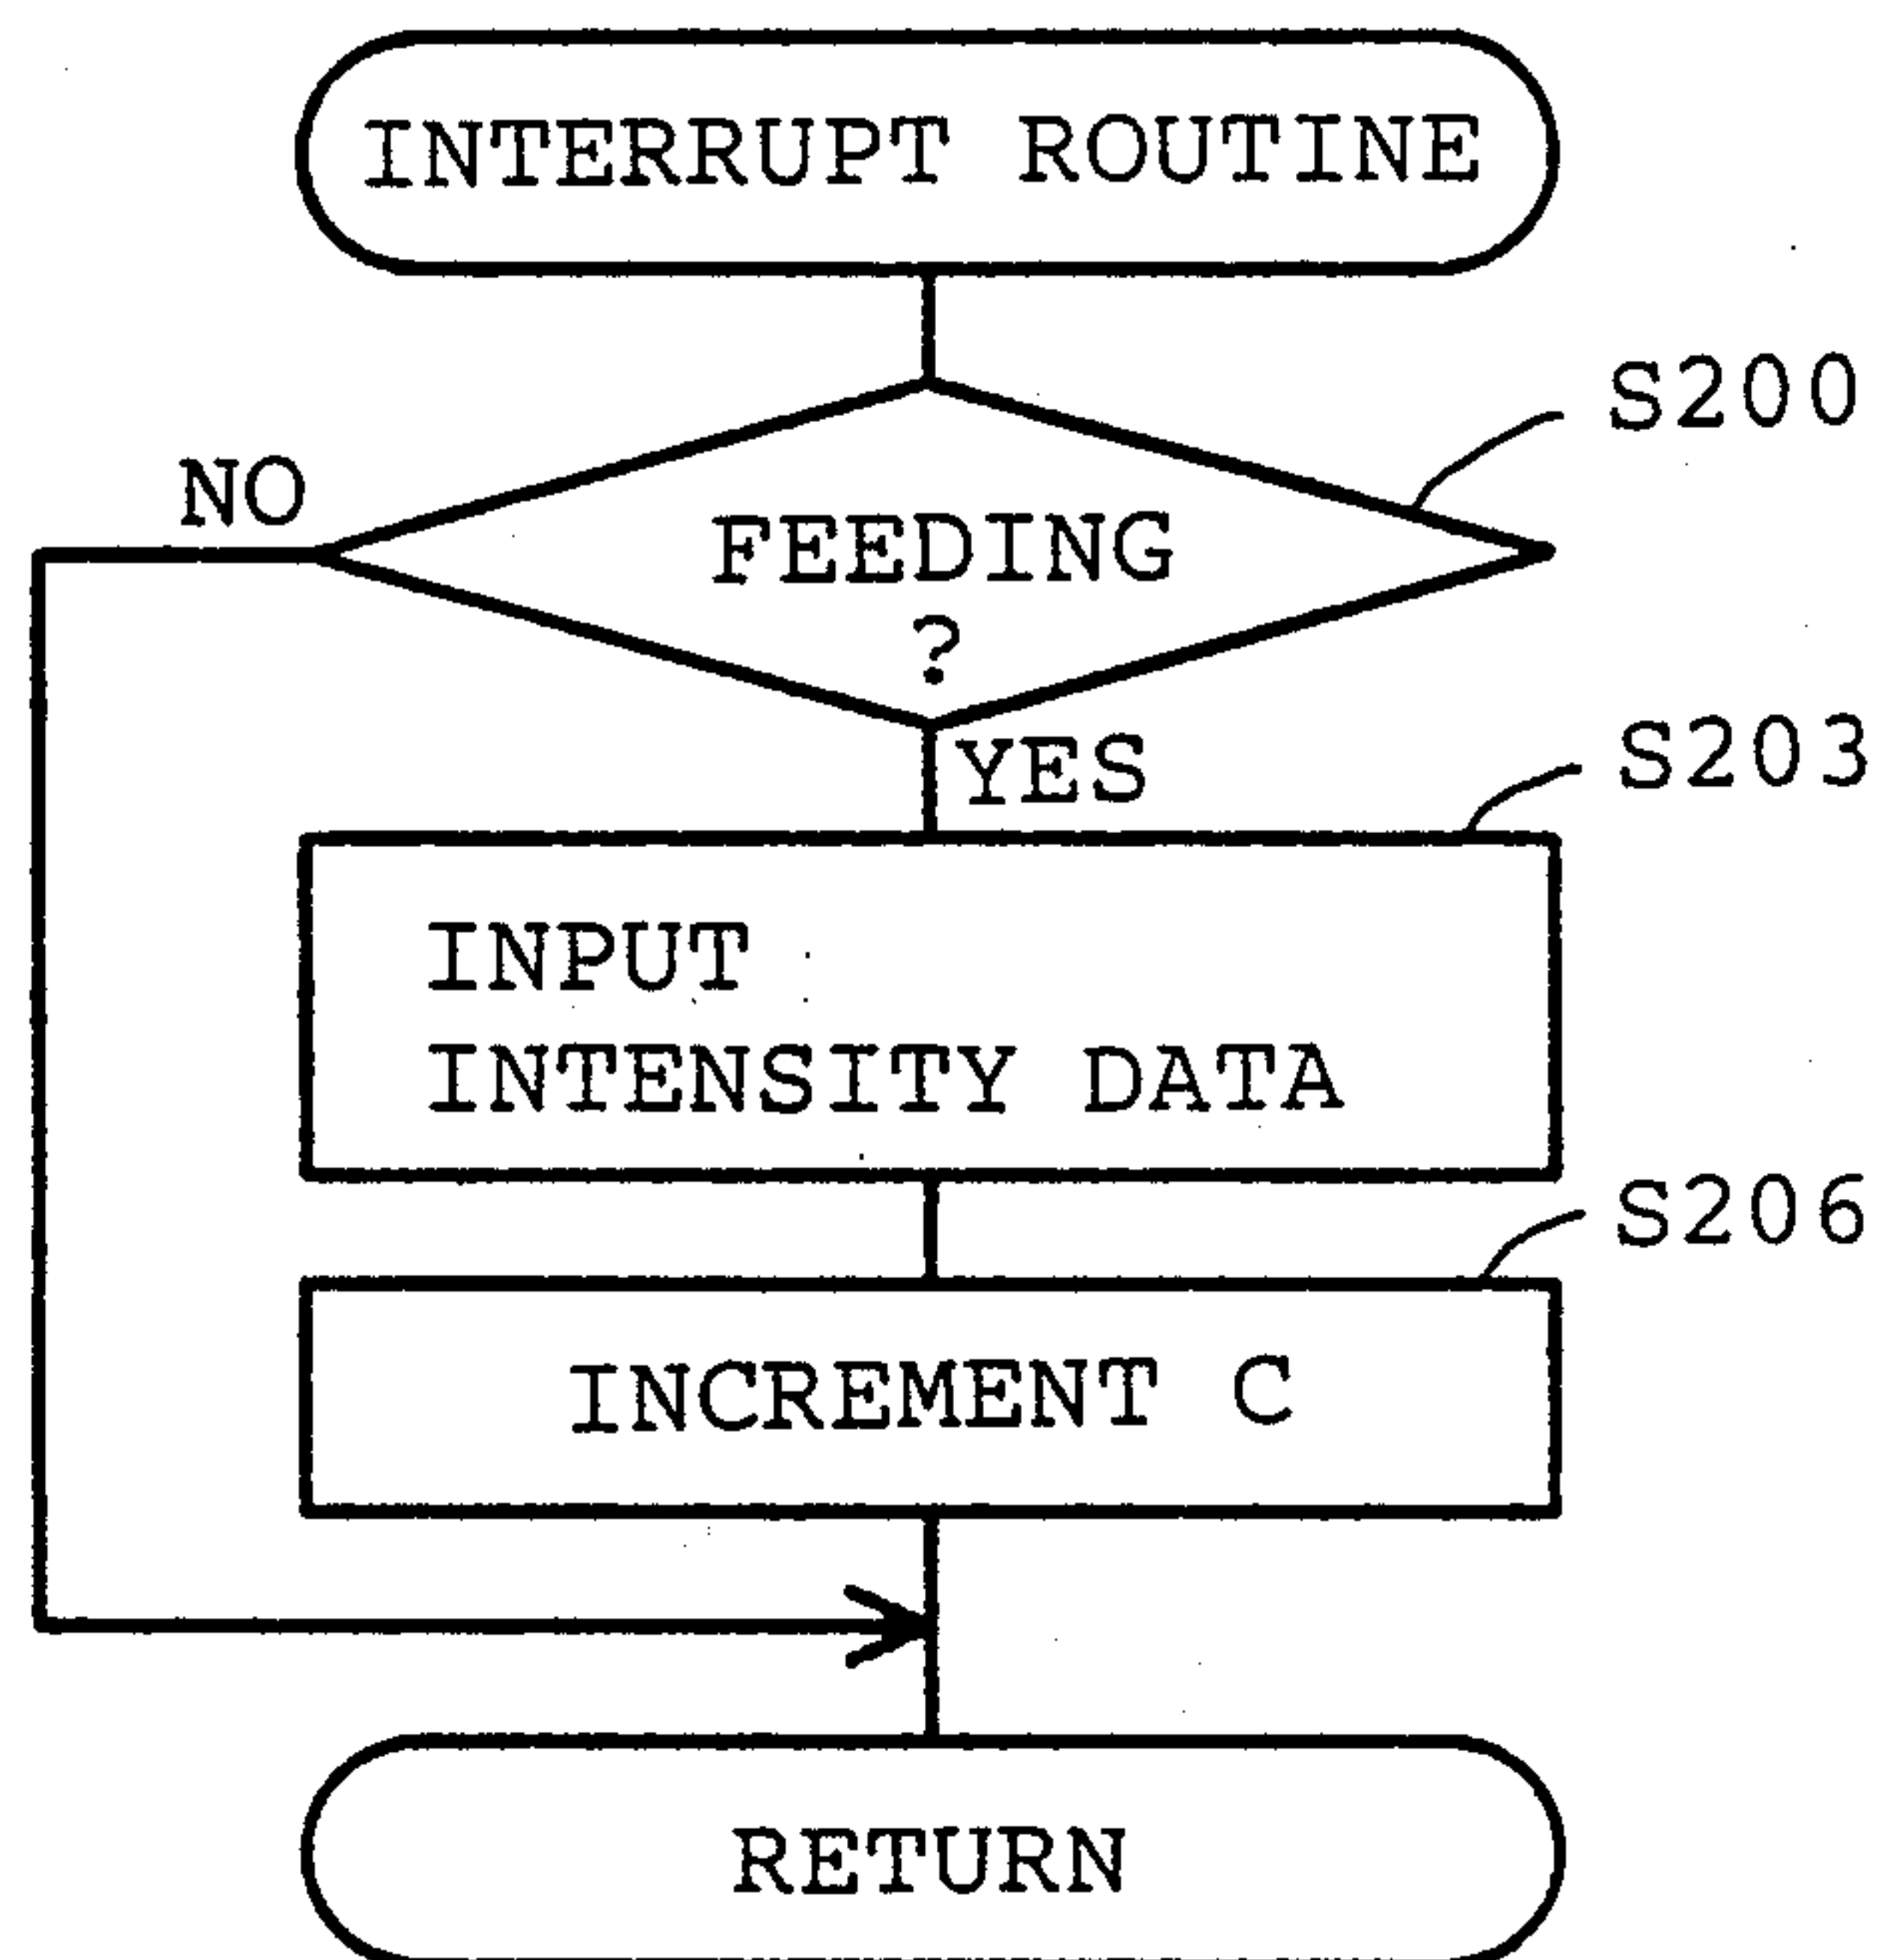 INTERRUPT ROUTINE
S200
NO
FEEDING
?
YES
S203
INPUT
INTENSITY DATA
S206
INCREMENT C
RETURN